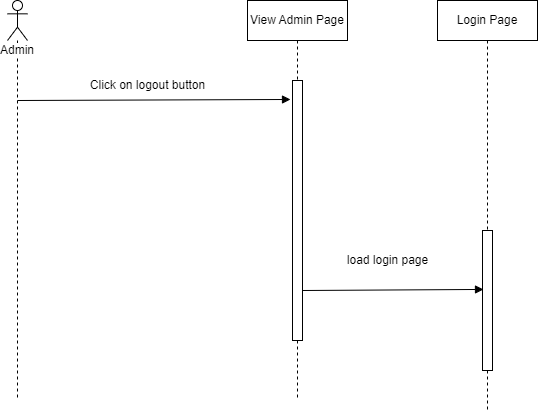 View Admin Page
Login Page
Admin
Click on logout button
load login page